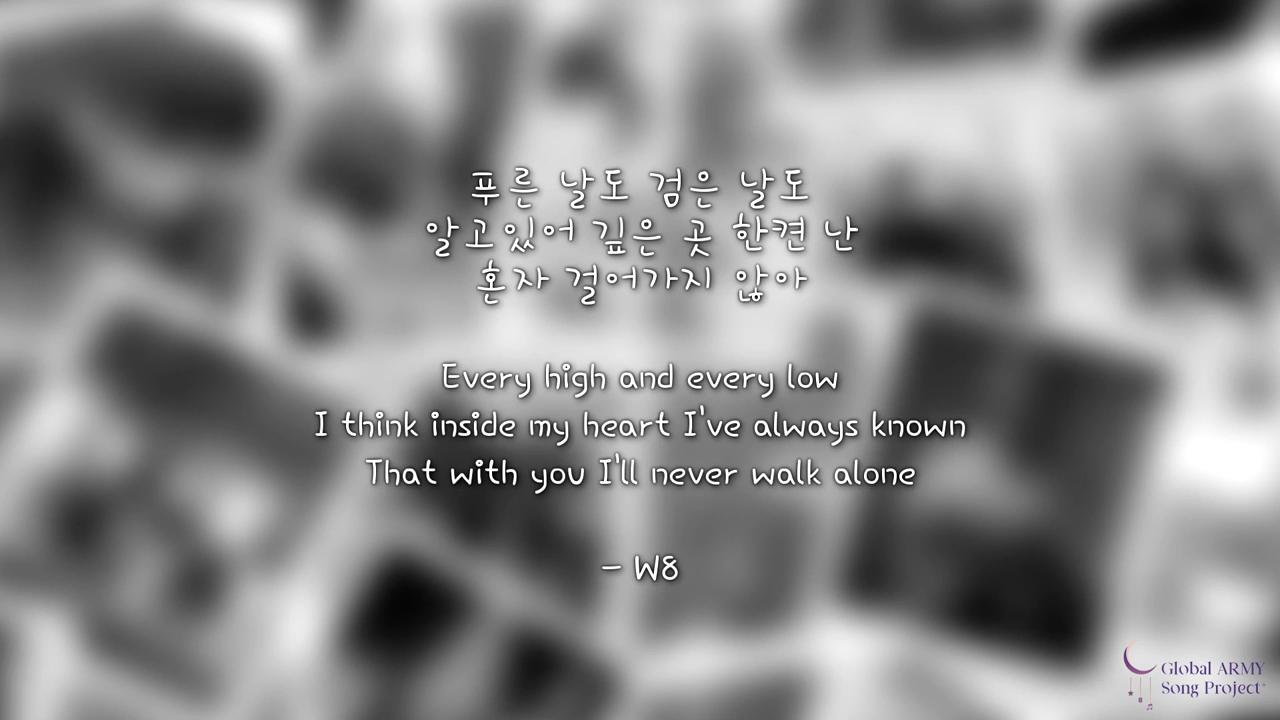 푸른 날도 검은 날도
알고있어 깊은 곳 한켠 난
혼자 걸어가지 않아
Every high and every low
I think inside my heart I've always known
That with you I'll never walk alone
– W8
Global ARMY
Song Project